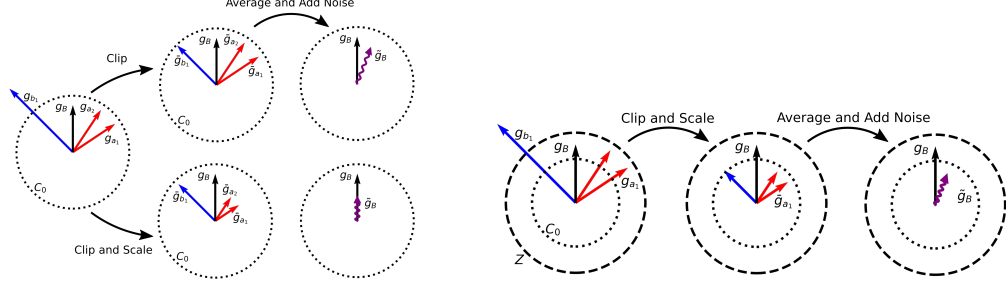 Average and Add Noise
Clip
g_B
g̃_{b_1}
g̃_{a_2}
g̃_{a_1}
C_0
g_B
g̃_B
g_{b_1}
g_B
g_{a_2}
g_{a_1}
C_0
Clip and Scale
g_B
g̃_{b_1}
g̃_{a_2}
g̃_{a_1}
C_0
g_B
g̃_B
Clip and Scale
Average and Add Noise
g_{b_1}
g_B
g_{a_1}
C_0
Z
g_B
g̃_{a_1}
g_B
g̃_B